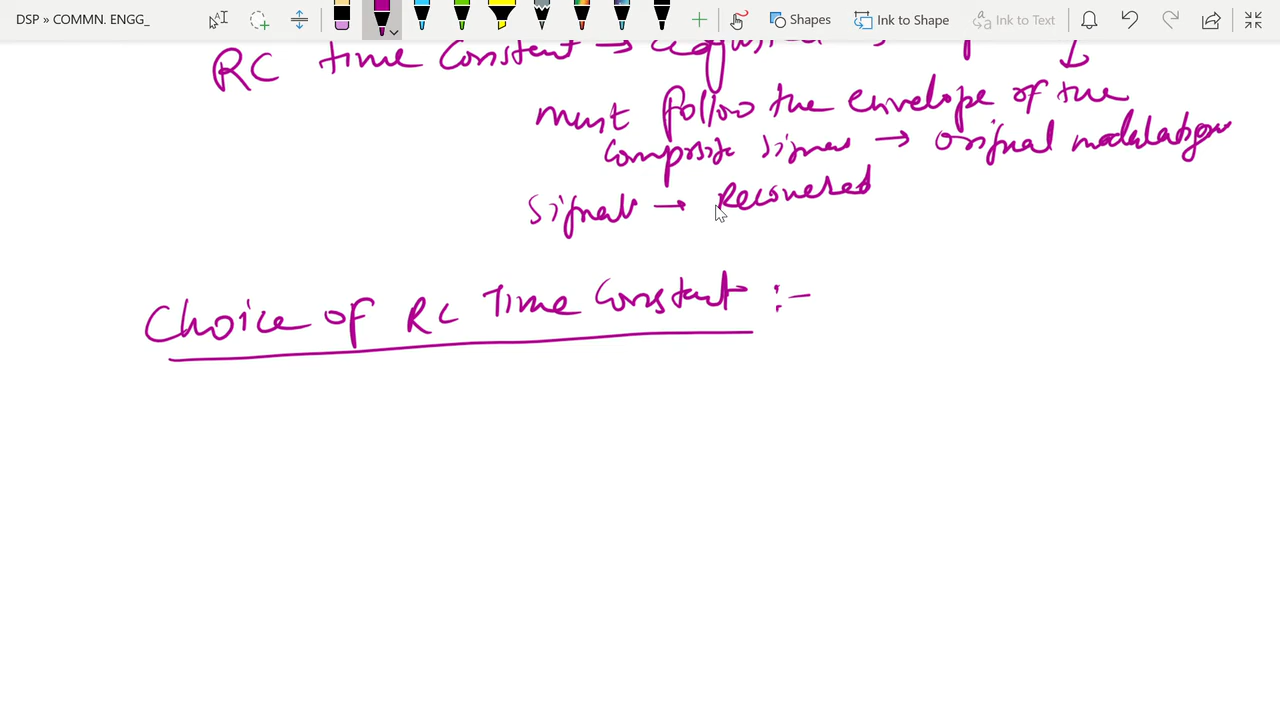 DSP » COMMN. ENGG_
Shapes
Ink to Shape
Ink to Text
RC time Constant →
must follow the envelope of the
Composite signal → original modulation
signal → Recovered
Choice of RC Time Constant :-